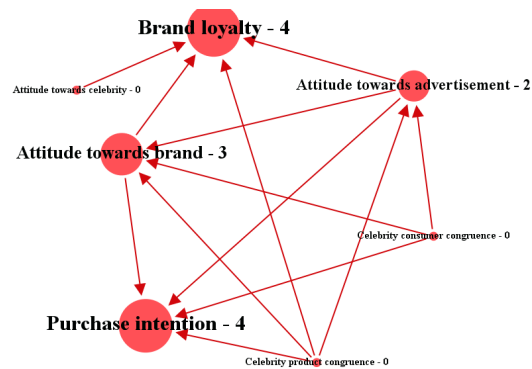 Brand loyalty - 4
Attitude towards celebrity - 0
Attitude towards advertisement - 2
Attitude towards brand - 3
Celebrity consumer congruence - 0
Purchase intention - 4
Celebrity product congruence - 0